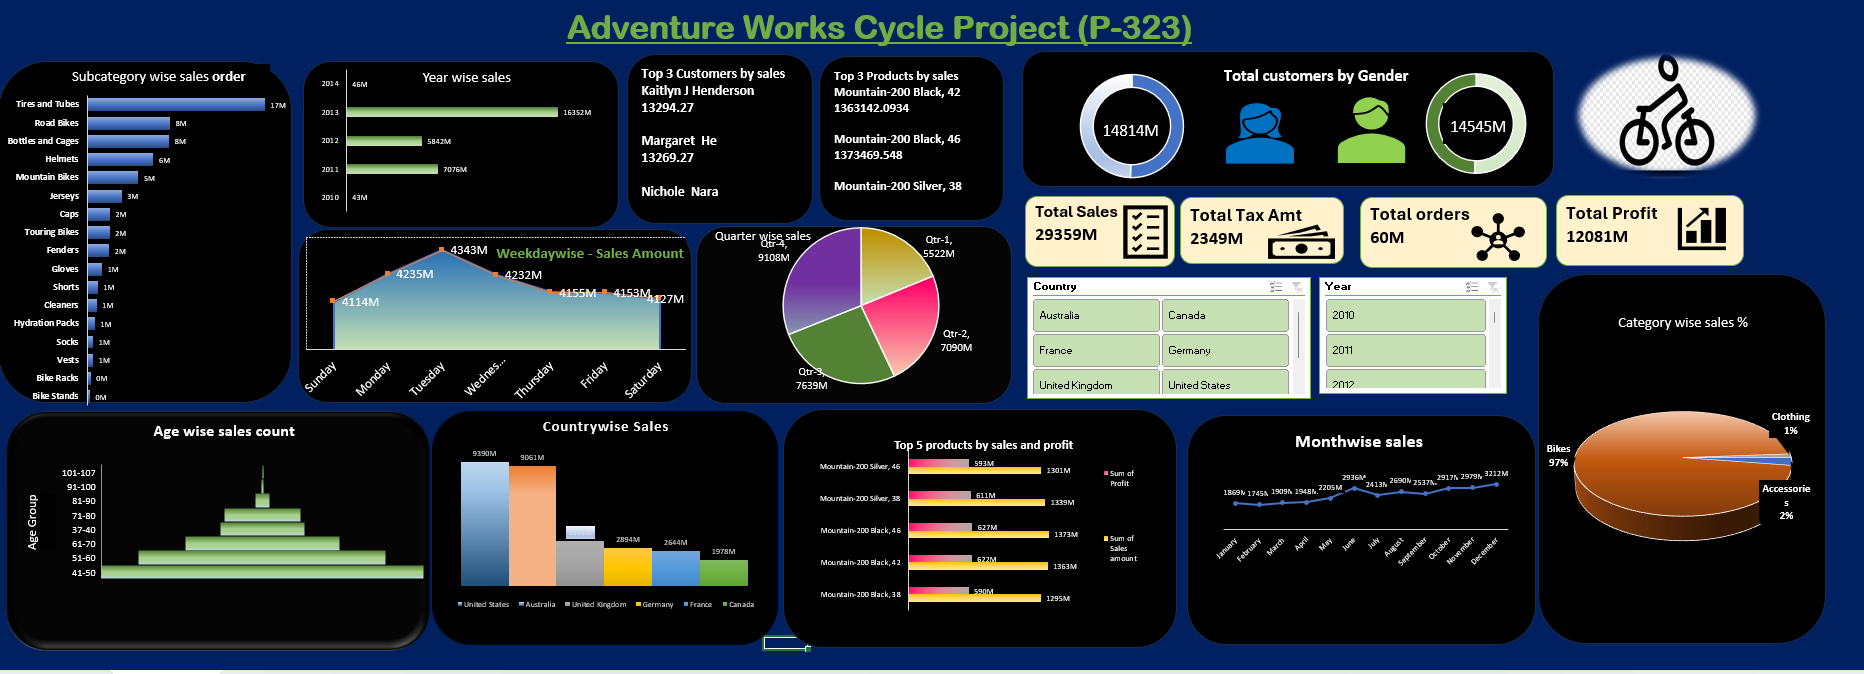 Adventure Works Cycle Project (P-323)
Subcategory wise sales order
Tires and Tubes 17M
Road Bikes 8M
Bottles and Cages 8M
Helmets 6M
Mountain Bikes 5M
Jerseys 3M
Caps 2M
Touring Bikes 2M
Fenders 2M
Gloves 1M
Shorts 1M
Cleaners 1M
Hydration Packs 1M
Socks 1M
Vests 1M
Bike Racks 0M
Bike Stands 0M
Year wise sales
2014 46M
2013 16352M
2012 5842M
2011 7076M
2010 43M
Top 3 Customers by sales
Kaitlyn J Henderson
13294.27
Margaret He
13269.27
Nichole Nara
Top 3 Products by sales
Mountain-200 Black, 42
1363142.0934
Mountain-200 Black, 46
1373469.548
Mountain-200 Silver, 38
Total customers by Gender
14814M
14545M
Total Sales
29359M
Total Tax Amt
2349M
Total orders
60M
Total Profit
12081M
Weekdaywise - Sales Amount
4114M
4235M
4343M
4232M
4155M
4153M
4127M
Sunday
Monday
Tuesday
Wednes...
Thursday
Friday
Saturday
Quarter wise sales
Qtr-4,
9108M
Qtr-1,
5522M
Qtr-2,
7090M
Qtr-3,
7639M
Country
Australia
Canada
France
Germany
United Kingdom
United States
Year
2010
2011
2012
Category wise sales %
Clothing
1%
Bikes
97%
Accessorie
s
2%
Age wise sales count
Age Group
101-107
91-100
81-90
71-80
37-40
61-70
51-60
41-50
Countrywise Sales
9390M
9061M
2894M
2644M
1978M
United States
Australia
United Kingdom
Germany
France
Canada
Top 5 products by sales and profit
Mountain-200 Silver, 46
593M
1301M
Mountain-200 Silver, 38
611M
1339M
Mountain-200 Black, 46
627M
1373M
Mountain-200 Black, 42
622M
1363M
Mountain-200 Black, 38
590M
1295M
Sum of
Profit
Sum of
Sales
amount
Monthwise sales
1869M
1745M
1909M
1948M
2205M
2936M
2413M
2690M
2537M
2917M
2979M
3212M
January
February
March
April
May
June
July
August
September
October
November
December